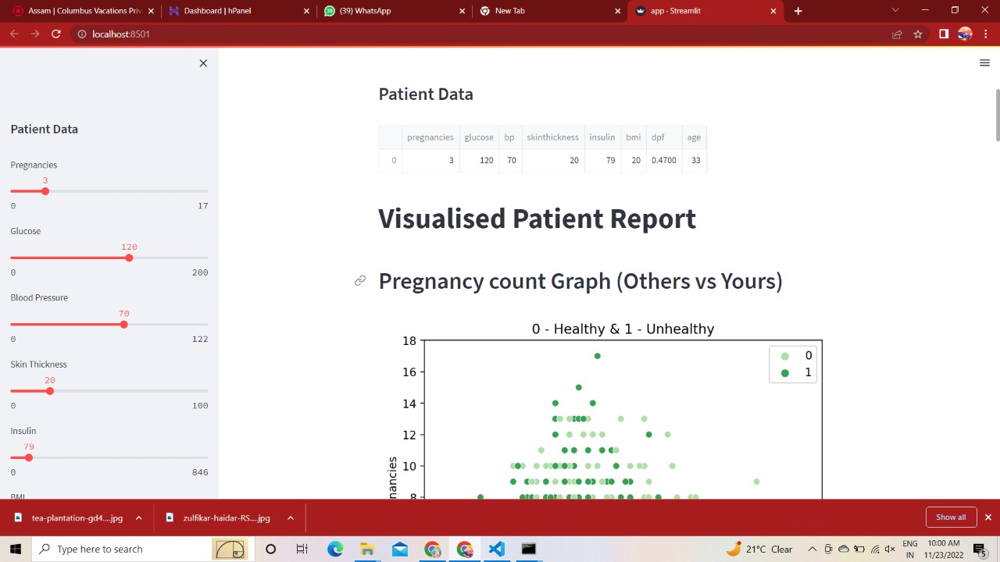 Assam | Columbus Vacations Priv
Dashboard | hPanel
(39) WhatsApp
New Tab
app · Streamlit
localhost:8501
Patient Data
Pregnancies
3
0 17
Glucose
120
0 200
Blood Pressure
70
0 122
Skin Thickness
20
0 100
Insulin
79
0 846
BMI
Patient Data
pregnancies glucose bp skinthickness insulin bmi dpf age
0 3 120 70 20 79 20 0.4700 33
Visualised Patient Report
Pregnancy count Graph (Others vs Yours)
0 - Healthy & 1 - Unhealthy
18
16
14
12
10
8
nancies
0
1
tea-plantation-gd4....jpg
zulfikar-haidar-RS....jpg
Show all
Type here to search
21°C Clear
ENG
IN
10:00 AM
11/23/2022
5